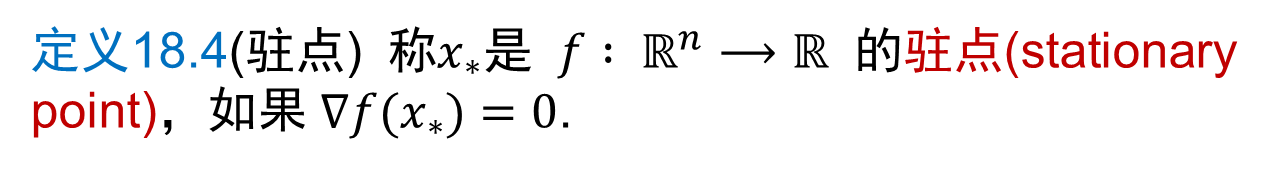 定义18.4(驻点) 称𝑥∗是 𝑓: ℝⁿ ⟶ ℝ 的驻点(stationary
point)，如果 ∇𝑓(𝑥∗) = 0.